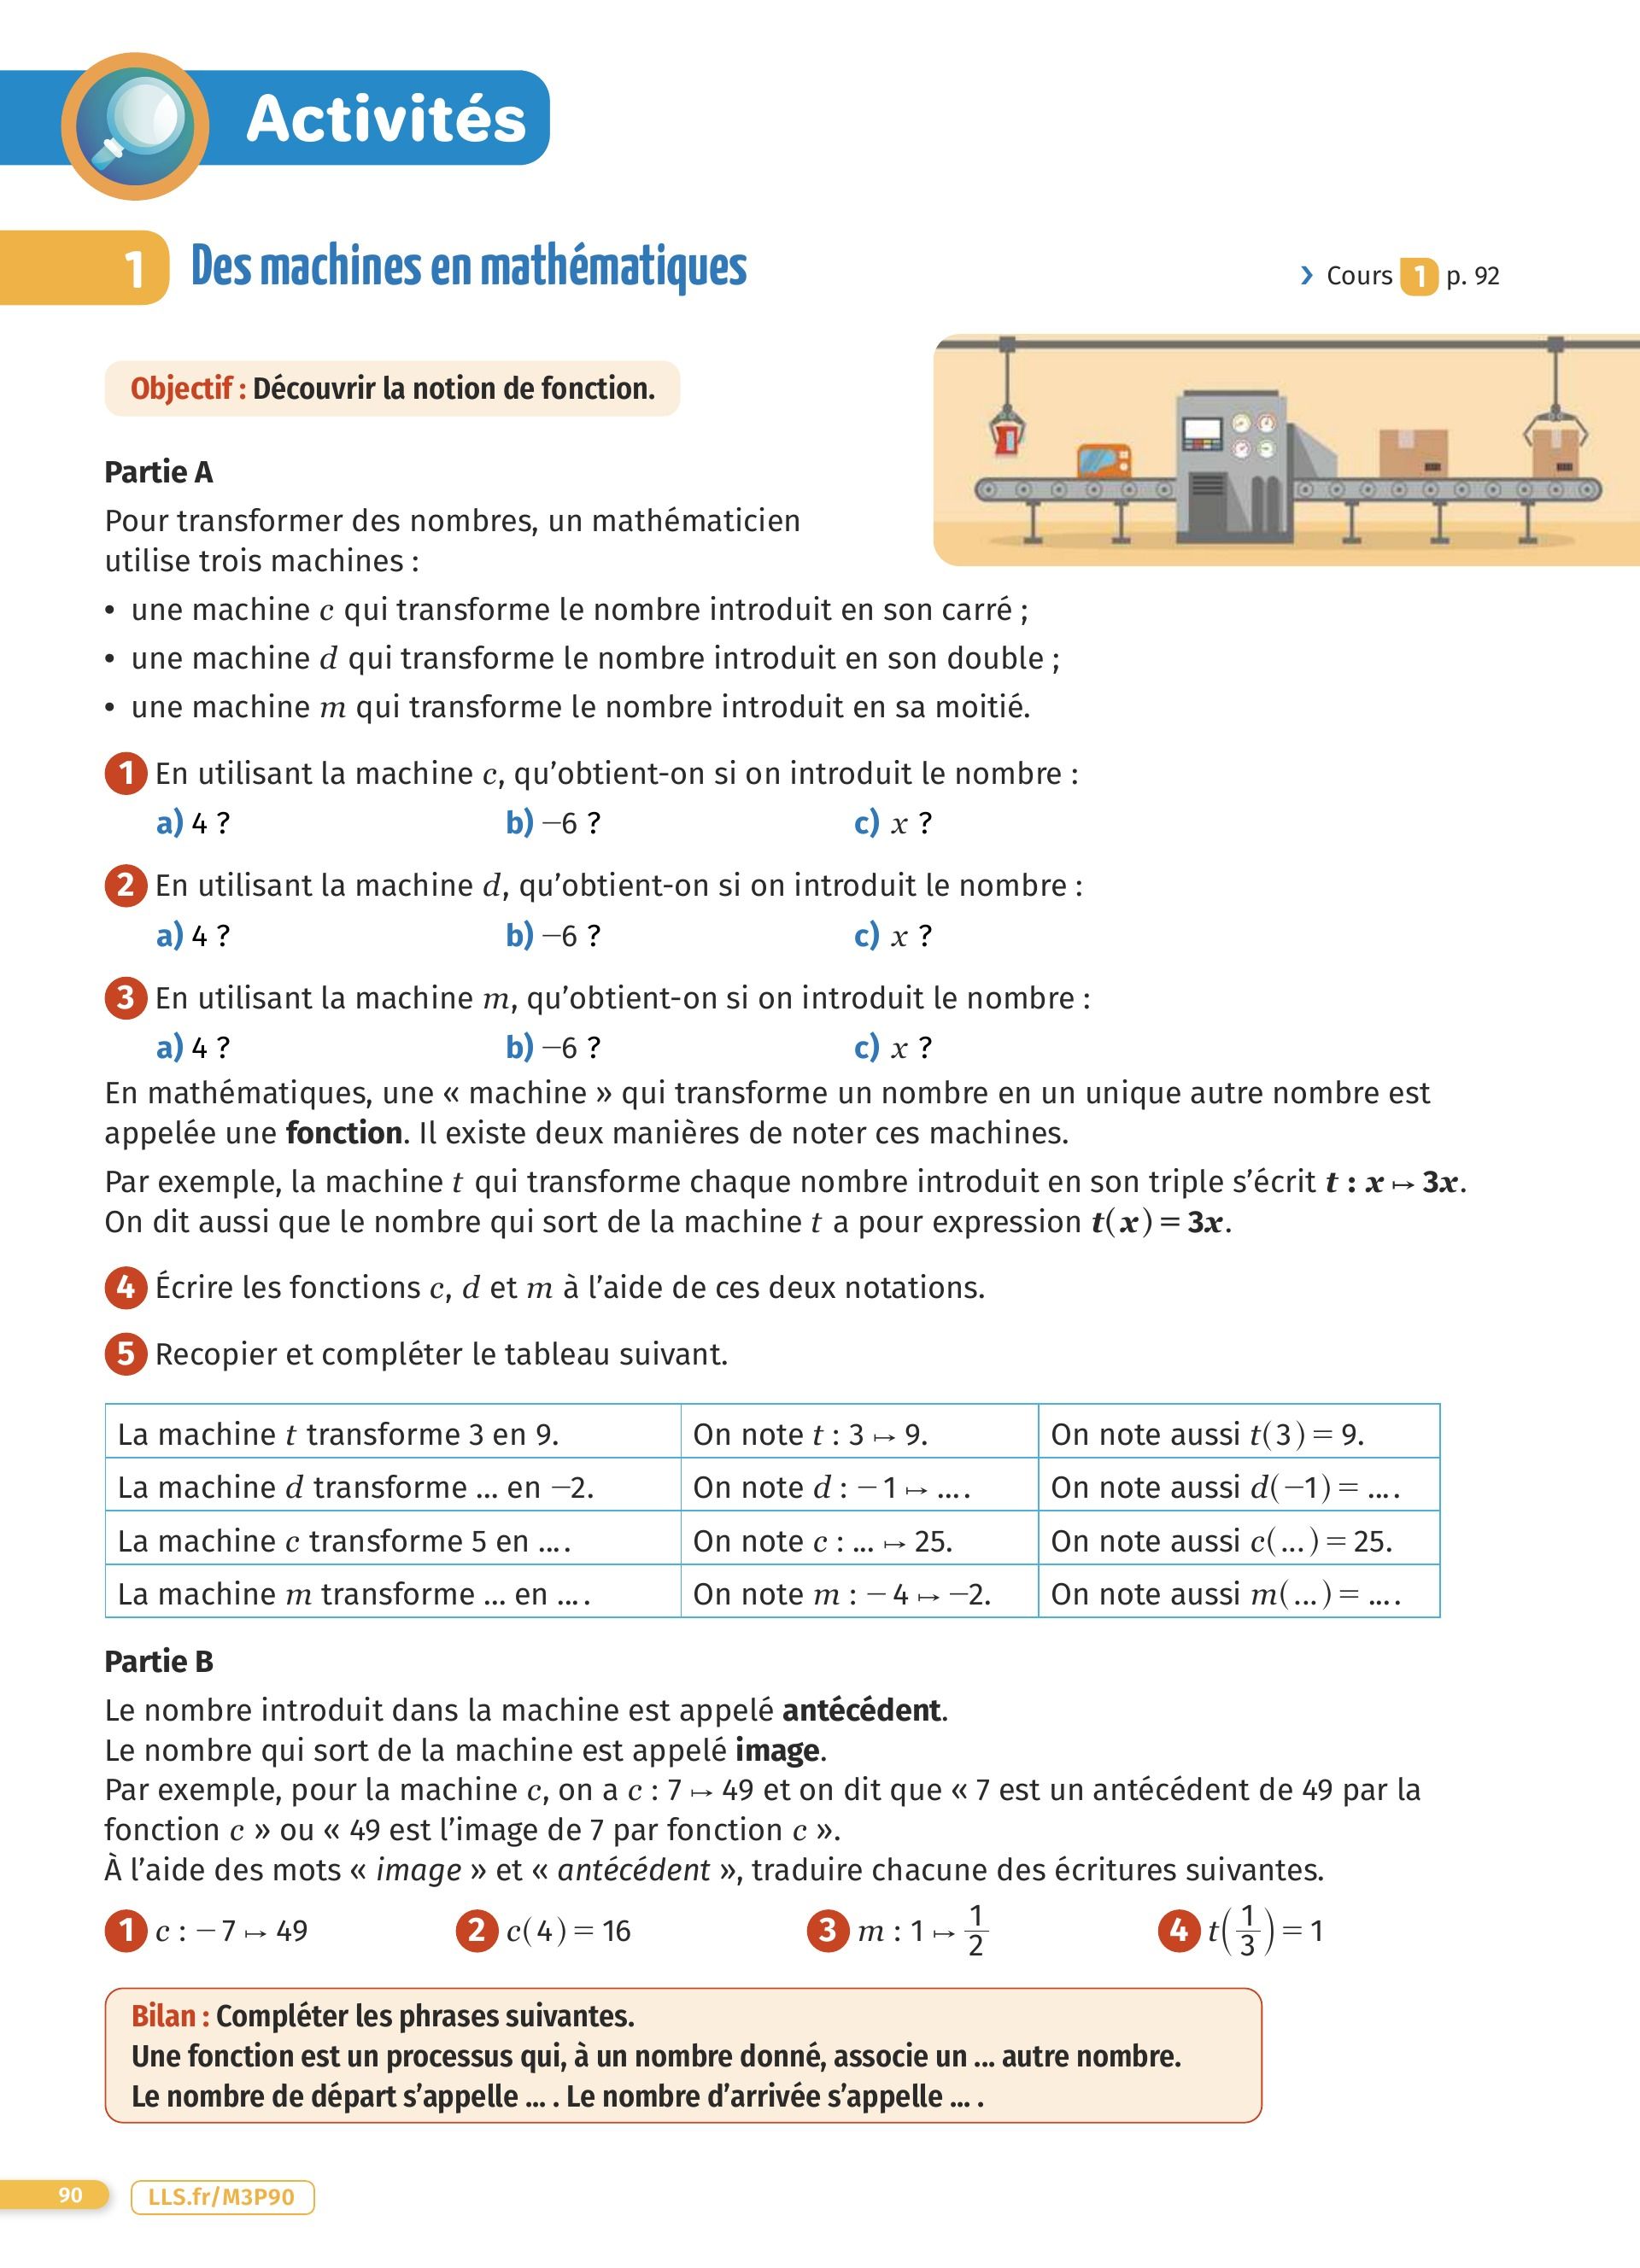 Activités
1 Des machines en mathématiques
› Cours 1 p. 92
Objectif : Découvrir la notion de fonction.
Partie A
Pour transformer des nombres, un mathématicien
utilise trois machines :
• une machine c qui transforme le nombre introduit en son carré ;
• une machine d qui transforme le nombre introduit en son double ;
• une machine m qui transforme le nombre introduit en sa moitié.
1 En utilisant la machine c, qu’obtient-on si on introduit le nombre :
a) 4 ? b) −6 ? c) x ?
2 En utilisant la machine d, qu’obtient-on si on introduit le nombre :
a) 4 ? b) −6 ? c) x ?
3 En utilisant la machine m, qu’obtient-on si on introduit le nombre :
a) 4 ? b) −6 ? c) x ?
En mathématiques, une « machine » qui transforme un nombre en un unique autre nombre est
appelée une fonction. Il existe deux manières de noter ces machines.
Par exemple, la machine t qui transforme chaque nombre introduit en son triple s’écrit t : x ↦ 3x.
On dit aussi que le nombre qui sort de la machine t a pour expression t(x) = 3x.
4 Écrire les fonctions c, d et m à l’aide de ces deux notations.
5 Recopier et compléter le tableau suivant.
La machine t transforme 3 en 9. On note t : 3 ↦ 9. On note aussi t(3) = 9.
La machine d transforme ... en −2. On note d : −1 ↦ .... On note aussi d(−1) = ....
La machine c transforme 5 en .... On note c : ... ↦ 25. On note aussi c(...) = 25.
La machine m transforme ... en .... On note m : −4 ↦ −2. On note aussi m(...) = ....
Partie B
Le nombre introduit dans la machine est appelé antécédent.
Le nombre qui sort de la machine est appelé image.
Par exemple, pour la machine c, on a c : 7 ↦ 49 et on dit que « 7 est un antécédent de 49 par la
fonction c » ou « 49 est l’image de 7 par fonction c ».
À l’aide des mots « image » et « antécédent », traduire chacune des écritures suivantes.
1 c : −7 ↦ 49 2 c(4) = 16 3 m : 1 ↦ 1/2 4 t(1/3) = 1
Bilan : Compléter les phrases suivantes.
Une fonction est un processus qui, à un nombre donné, associe un ... autre nombre.
Le nombre de départ s’appelle ... . Le nombre d’arrivée s’appelle ... .
90 LLS.fr/M3P90